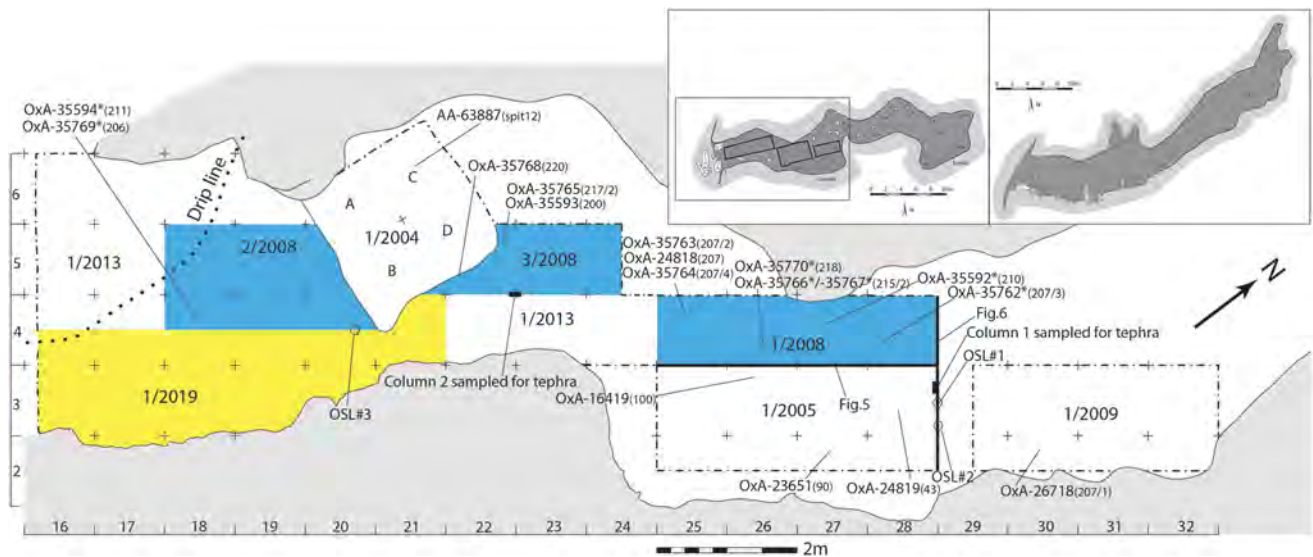 OxA-35594*(211)
OxA-35769*(206)
AA-63887(spit12)
OxA-35768(220)
OxA-35765(217/2)
OxA-35593(200)
Drip line
C
A
1/2004
D
B
6
5
4
3
2
1/2013
2/2008
3/2008
OxA-35763(207/2)
OxA-24818(207)
OxA-35764(207/4)
OxA-35770*(218)
OxA-35766*/-35767*(215/2)
OxA-35592*(210)
OxA-35762*(207/3)
N
1/2013
1/2008
Fig.6
Column 1 sampled for tephra
OSL#1
1/2019
OSL#3
Column 2 sampled for tephra
OxA-16419(100)
1/2005
Fig.5
1/2009
OxA-23651(90)
OxA-24819(43)
OSL#2
OxA-26718(207/1)
16 17 18 19 20 21 22 23 24 25 26 27 28 29 30 31 32
2m